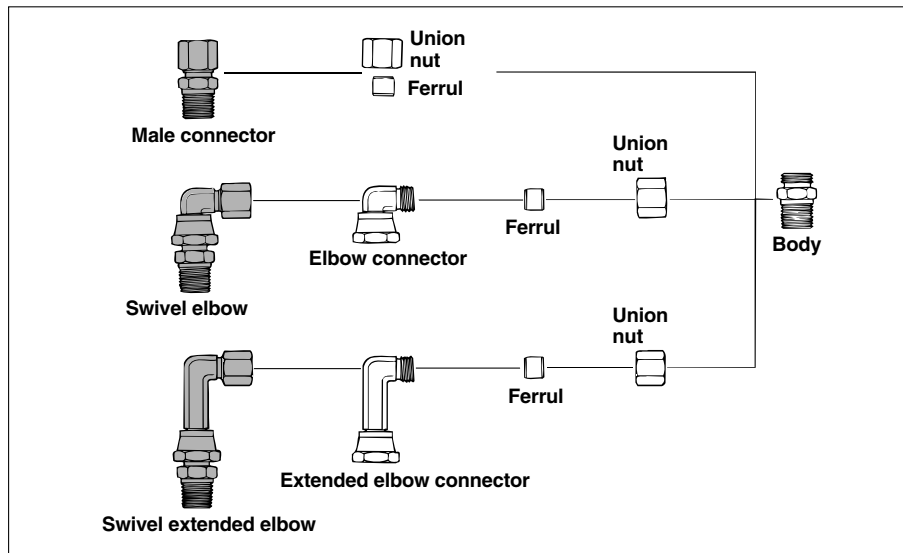 Union
nut
Ferrul
Male connector
Union
nut
Ferrul
Elbow connector
Body
Swivel elbow
Union
nut
Ferrul
Extended elbow connector
Swivel extended elbow